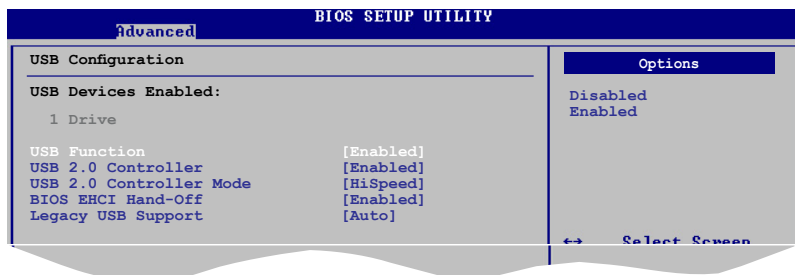 BIOS SETUP UTILITY
Advanced
USB Configuration
USB Devices Enabled:
1 Drive
USB Function [Enabled]
USB 2.0 Controller [Enabled]
USB 2.0 Controller Mode [HiSpeed]
BIOS EHCI Hand-Off [Enabled]
Legacy USB Support [Auto]
Options
Disabled
Enabled
←→ Select Screen